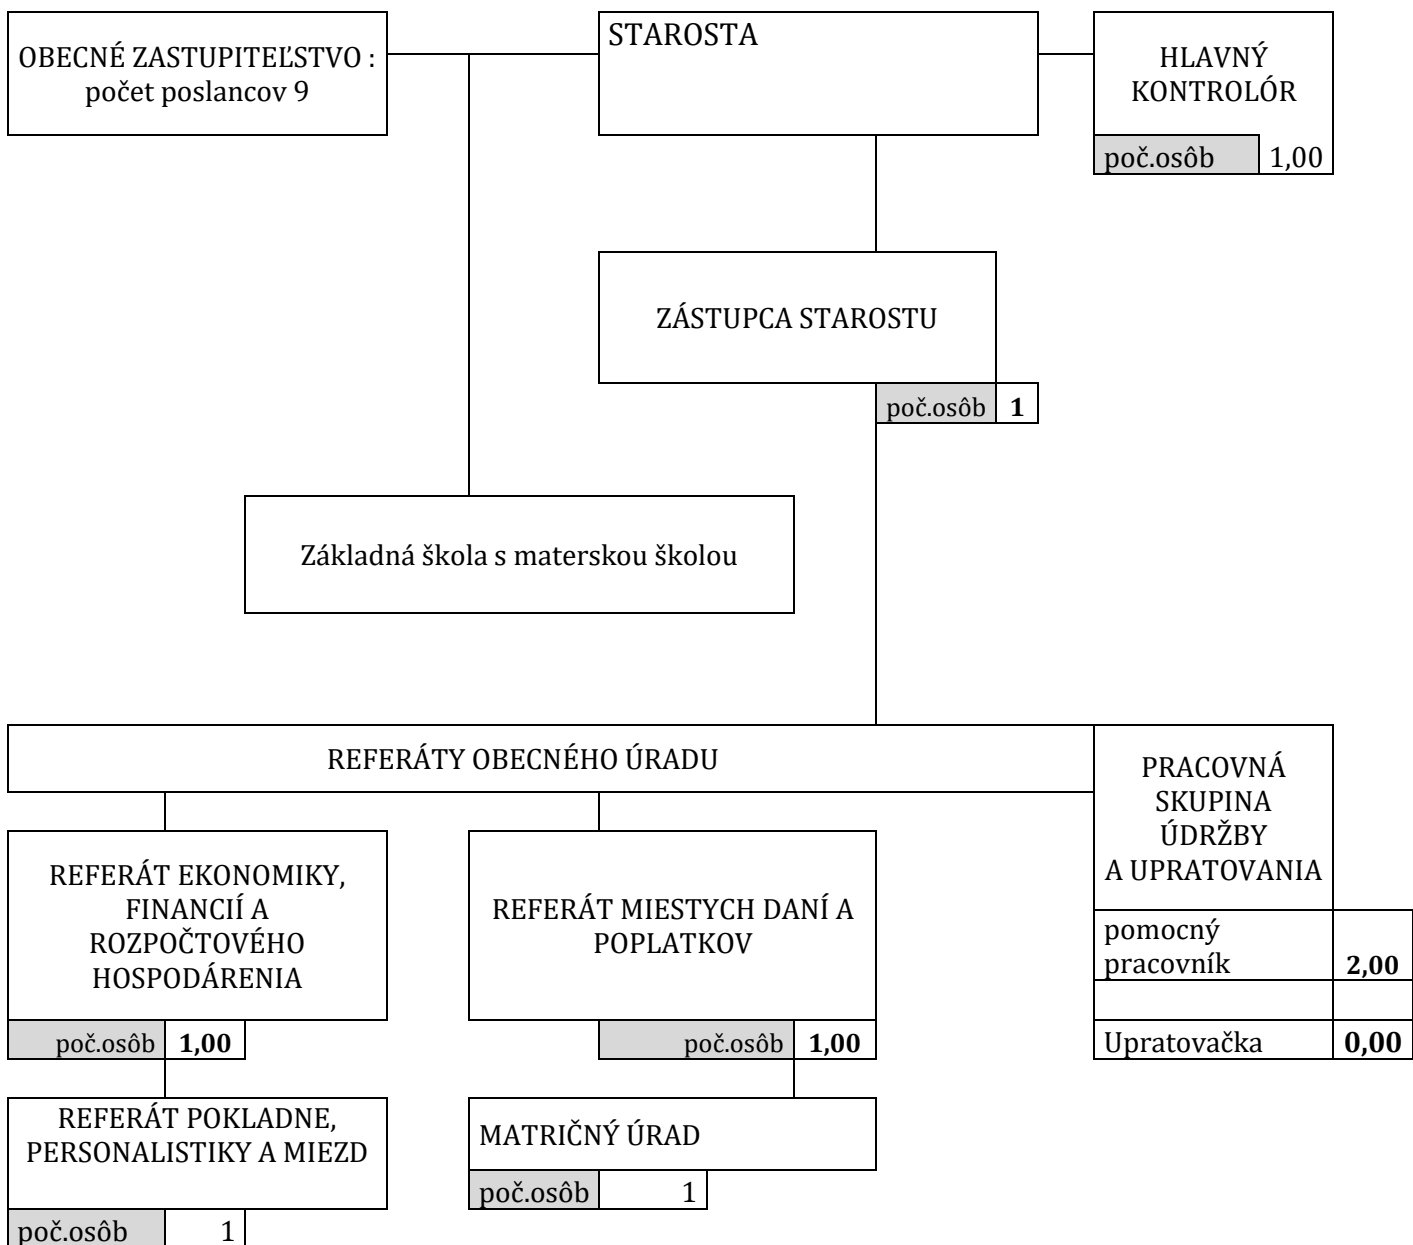 OBECNÉ ZASTUPITEĽSTVO :
počet poslancov 9
STAROSTA
HLAVNÝ
KONTROLÓR
poč.osôb 1,00
ZÁSTUPCA STAROSTU
poč.osôb 1
Základná škola s materskou školou
REFERÁTY OBECNÉHO ÚRADU
PRACOVNÁ
SKUPINA
ÚDRŽBY
A UPRATOVANIA
pomocný
pracovník 2,00
Upratovačka 0,00
REFERÁT EKONOMIKY,
FINANCIÍ A
ROZPOČTOVÉHO
HOSPODÁRENIA
poč.osôb 1,00
REFERÁT MIESTYCH DANÍ A
POPLATKOV
poč.osôb 1,00
REFERÁT POKLADNE,
PERSONALISTIKY A MIEZD
poč.osôb 1
MATRIČNÝ ÚRAD
poč.osôb 1